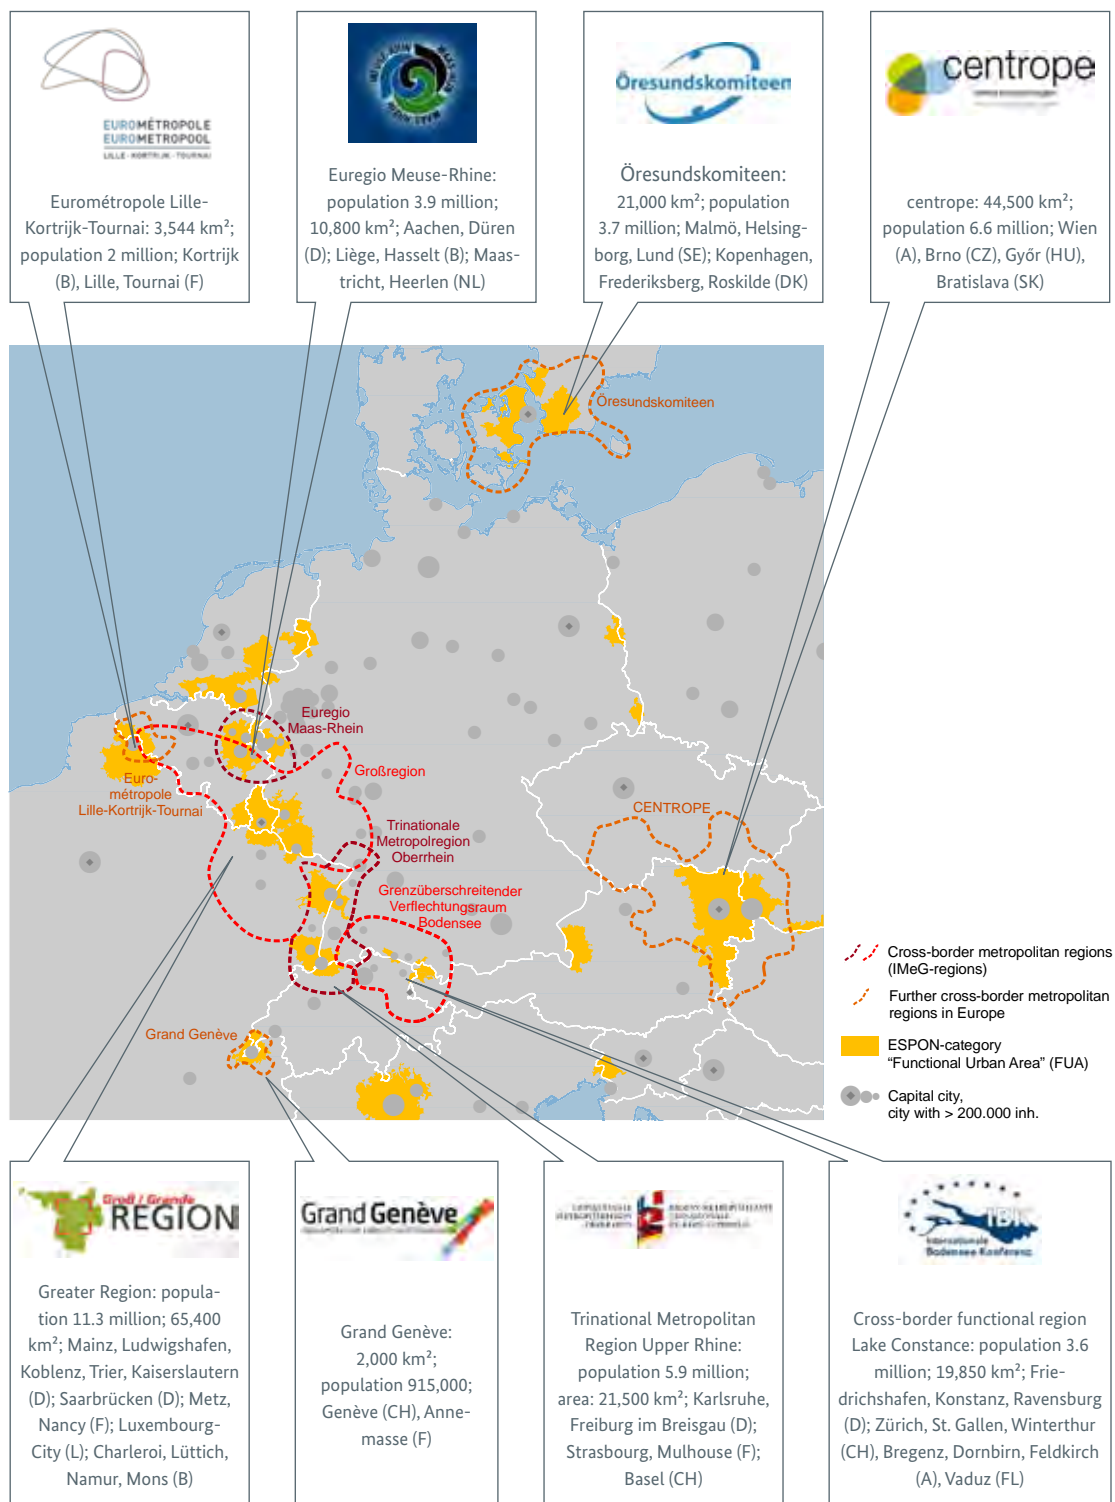 EUROMÉTROPOLE
EUROMETROPOOL
LILLE - KORTRIJK - TOURNAI
Eurométropole Lille-
Kortrijk-Tournai: 3,544 km²;
population 2 million; Kortrijk
(B), Lille, Tournai (F)
Euregio Meuse-Rhine:
population 3.9 million;
10,800 km²; Aachen, Düren
(D); Liège, Hasselt (B); Maas-
tricht, Heerlen (NL)
Öresundskomiteen
Öresundskomiteen:
21,000 km²; population
3.7 million; Malmö, Helsing-
borg, Lund (SE); Kopenhagen,
Frederiksberg, Roskilde (DK)
centrope
centrope: 44,500 km²;
population 6.6 million; Wien
(A), Brno (CZ), Győr (HU),
Bratislava (SK)
Öresundskomiteen
Euregio
Maas-Rhein
Großregion
Euro-
métropole
Lille-Kortrijk-Tournai
Trinationale
Metropolregion
Oberrhein
CENTROPE
Grenzüberschreitender
Verflechtungsraum
Bodensee
Grand Genève
Cross-border metropolitan regions
(IMeG-regions)
Further cross-border metropolitan
regions in Europe
ESPON-category
“Functional Urban Area” (FUA)
Capital city,
city with > 200.000 inh.
Groß / Grande
REGION
Greater Region: popula-
tion 11.3 million; 65,400
km²; Mainz, Ludwigshafen,
Koblenz, Trier, Kaiserslautern
(D); Saarbrücken (D); Metz,
Nancy (F); Luxembourg-
City (L); Charleroi, Lüttich,
Namur, Mons (B)
Grand Genève
Grand Genève:
2,000 km²;
population 915,000;
Genève (CH), Anne-
masse (F)
Trinational Metropolitan
Region Upper Rhine:
population 5.9 million;
area: 21,500 km²; Karlsruhe,
Freiburg im Breisgau (D);
Strasbourg, Mulhouse (F);
Basel (CH)
IBK
Internationale
Bodensee Konferenz
Cross-border functional region
Lake Constance: population 3.6
million; 19,850 km²; Frie-
drichshafen, Konstanz, Ravensburg
(D); Zürich, St. Gallen, Winterthur
(CH), Bregenz, Dornbirn, Feldkirch
(A), Vaduz (FL)